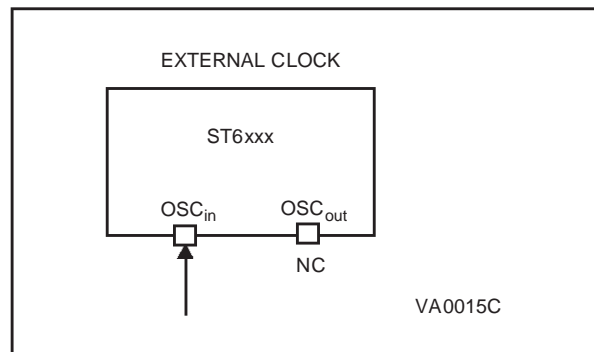 EXTERNAL CLOCK
ST6xxx
OSCin OSCout
NC
VA0015C